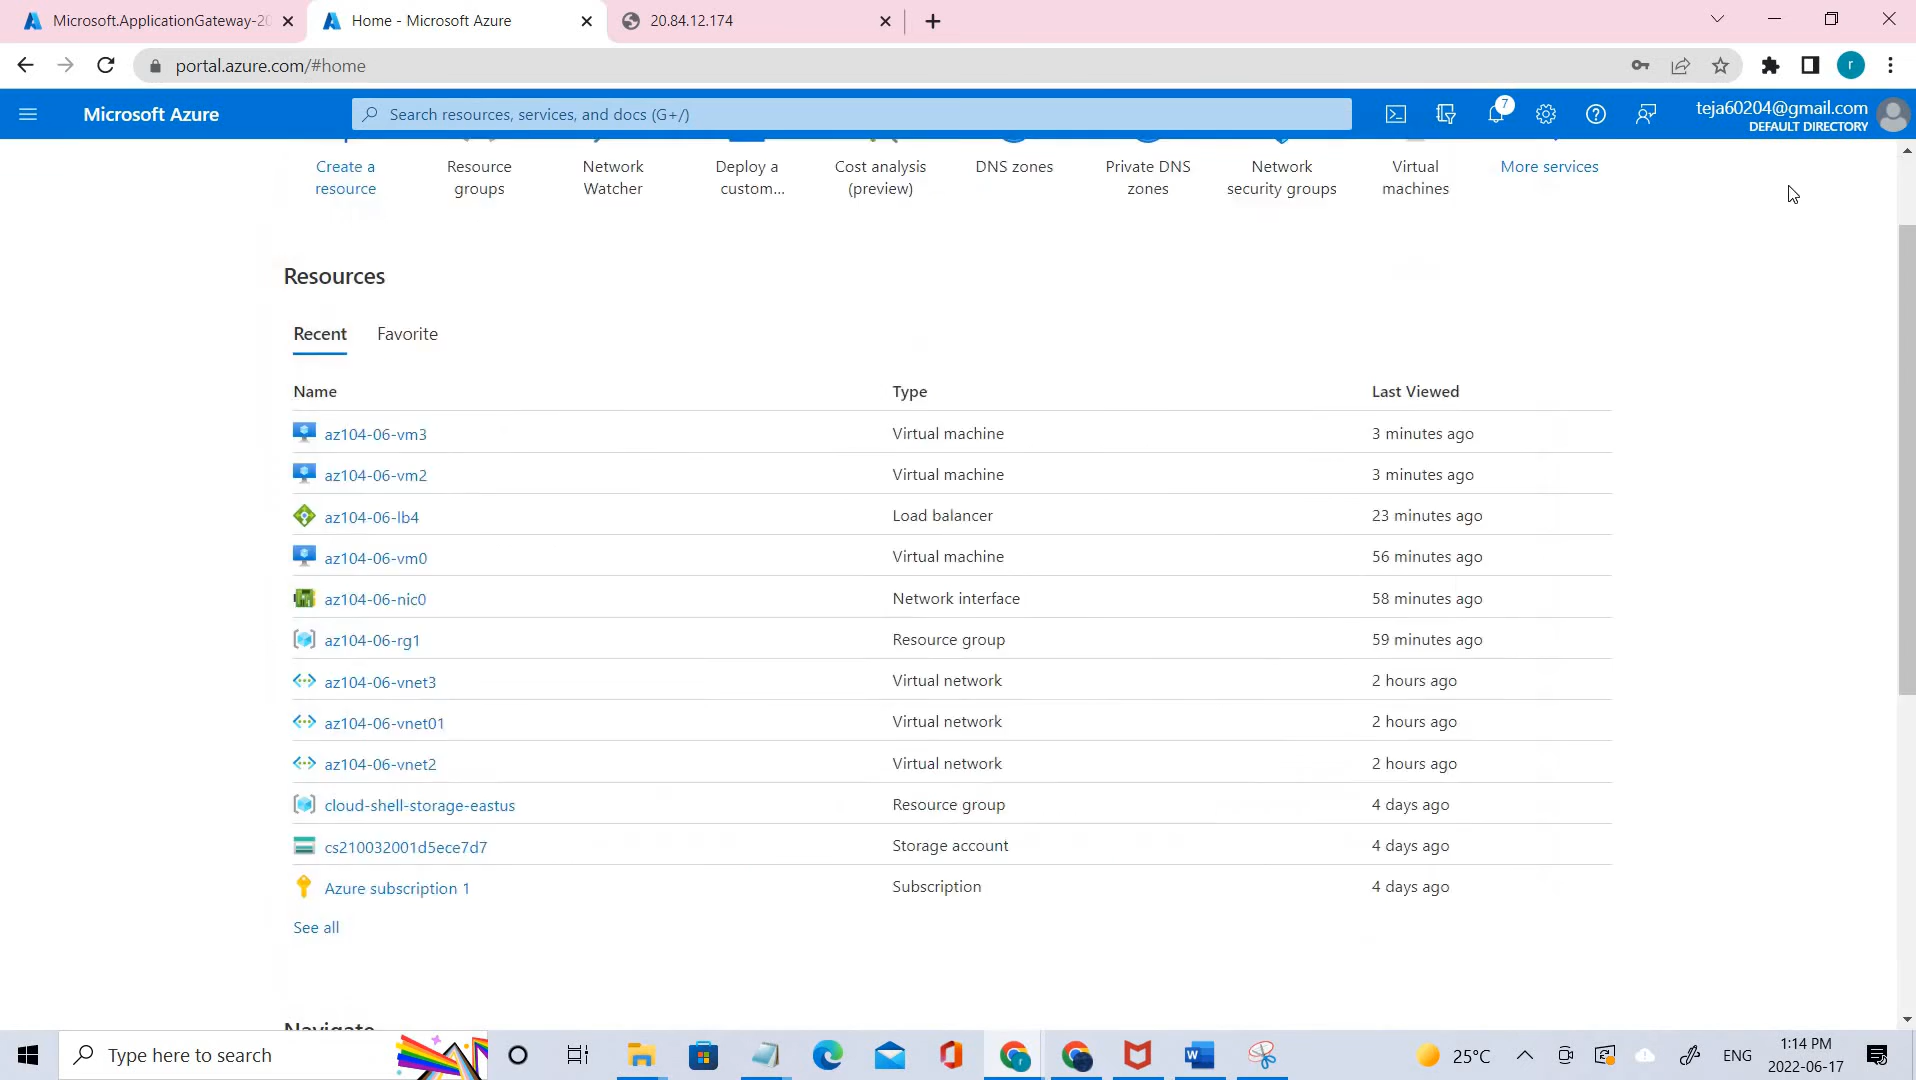 Microsoft.ApplicationGateway-20
Home - Microsoft Azure
20.84.12.174
portal.azure.com/#home
r
Microsoft Azure
Search resources, services, and docs (G+/)
7
teja60204@gmail.com
DEFAULT DIRECTORY
Create a resource
Resource groups
Network Watcher
Deploy a custom...
Cost analysis (preview)
DNS zones
Private DNS zones
Network security groups
Virtual machines
More services
Resources
Recent Favorite
Name Type Last Viewed
az104-06-vm3 Virtual machine 3 minutes ago
az104-06-vm2 Virtual machine 3 minutes ago
az104-06-lb4 Load balancer 23 minutes ago
az104-06-vm0 Virtual machine 56 minutes ago
az104-06-nic0 Network interface 58 minutes ago
az104-06-rg1 Resource group 59 minutes ago
az104-06-vnet3 Virtual network 2 hours ago
az104-06-vnet01 Virtual network 2 hours ago
az104-06-vnet2 Virtual network 2 hours ago
cloud-shell-storage-eastus Resource group 4 days ago
cs210032001d5ece7d7 Storage account 4 days ago
Azure subscription 1 Subscription 4 days ago
See all
Navigate
Type here to search
25°C
ENG
1:14 PM
2022-06-17